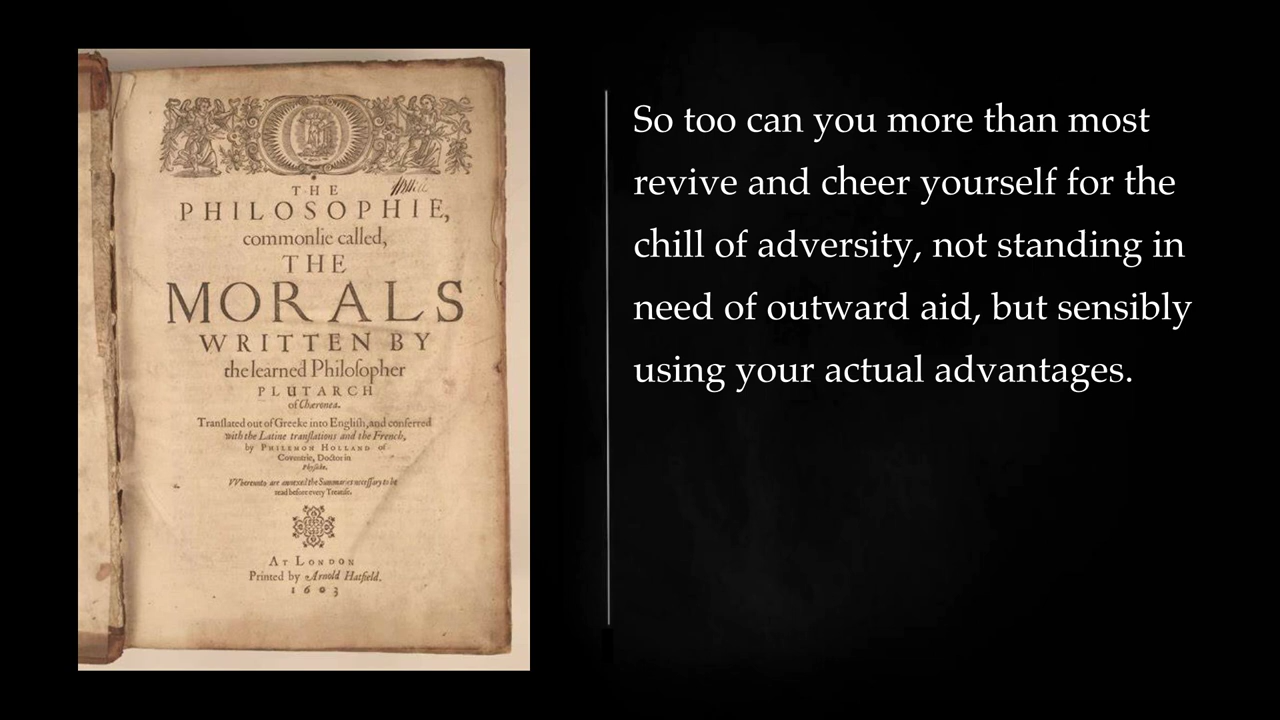 THE
PHILOSOPHIE,
commonlie called,
THE
MORALS
WRITTEN BY
the learned Philoſopher
PLUTARCH
of Chæronea.
Tranſlated out of Greeke into Engliſh, and conferred
with the Latine tranſlations and the French,
by PHILEMON HOLLAND of
Coventrie, Doctor in
Phyſicke.
VVhereunto are annexed the Summaries neceſſary to be
read before every Treatiſe.
AT LONDON
Printed by Arnold Hatfield.
1603
So too can you more than most
revive and cheer yourself for the
chill of adversity, not standing in
need of outward aid, but sensibly
using your actual advantages.